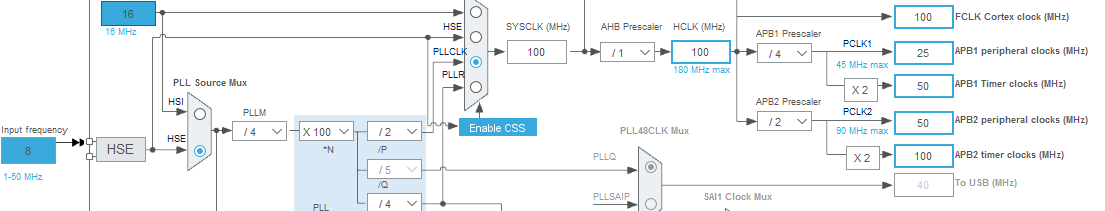 16
16 MHz
HSE
PLLCLK
PLLR
SYSCLK (MHz)
100
AHB Prescaler
/ 1
HCLK (MHz)
100
180 MHz max
100
FCLK Cortex clock (MHz)
APB1 Prescaler
/ 4
PCLK1
45 MHz max
25
APB1 peripheral clocks (MHz)
X 2
50
APB1 Timer clocks (MHz)
APB2 Prescaler
/ 2
PCLK2
90 MHz max
50
APB2 peripheral clocks (MHz)
X 2
100
APB2 timer clocks (MHz)
Enable CSS
PLL Source Mux
HSI
HSE
Input frequency
8
1-50 MHz
HSE
PLLM
/ 4
X 100
*N
/ 2
/P
/ 5
/Q
/ 4
PLL
PLL48CLK Mux
PLLQ
PLLSAIP
40
To USB (MHz)
SAI1 Clock Mux